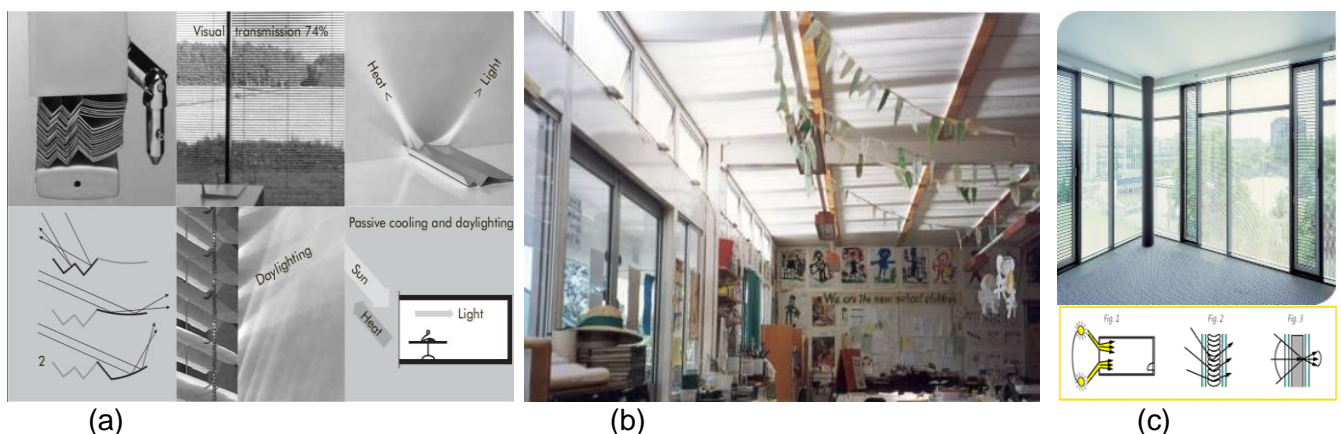 Visual transmission 74%
Heat <
> Light
Daylighting
Passive cooling and daylighting
Sun
Heat
Light
2
We are the new school children
Fig. 1
Fig. 2
Fig. 3
(a)
(b)
(c)